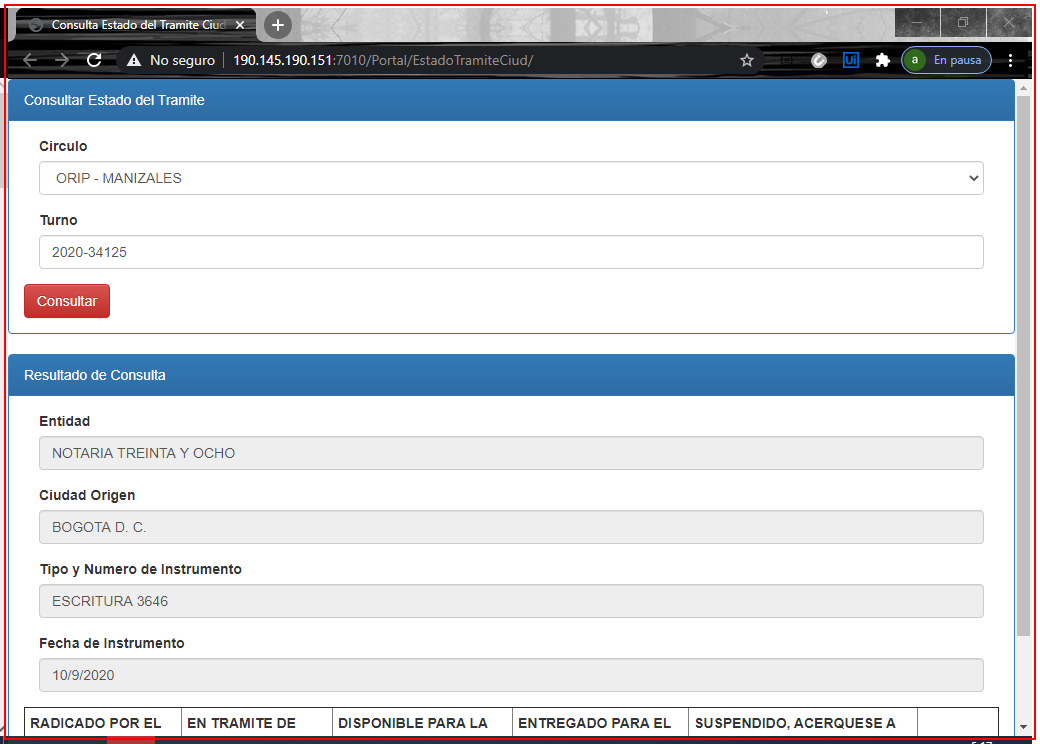 Consulta Estado del Tramite Ciud
No seguro 190.145.190.151:7010/Portal/EstadoTramiteCiud/
Ui
a En pausa
Consultar Estado del Tramite
Circulo
ORIP - MANIZALES
Turno
2020-34125
Consultar
Resultado de Consulta
Entidad
NOTARIA TREINTA Y OCHO
Ciudad Origen
BOGOTA D. C.
Tipo y Numero de Instrumento
ESCRITURA 3646
Fecha de Instrumento
10/9/2020
RADICADO POR EL EN TRAMITE DE DISPONIBLE PARA LA ENTREGADO PARA EL SUSPENDIDO, ACERQUESE A